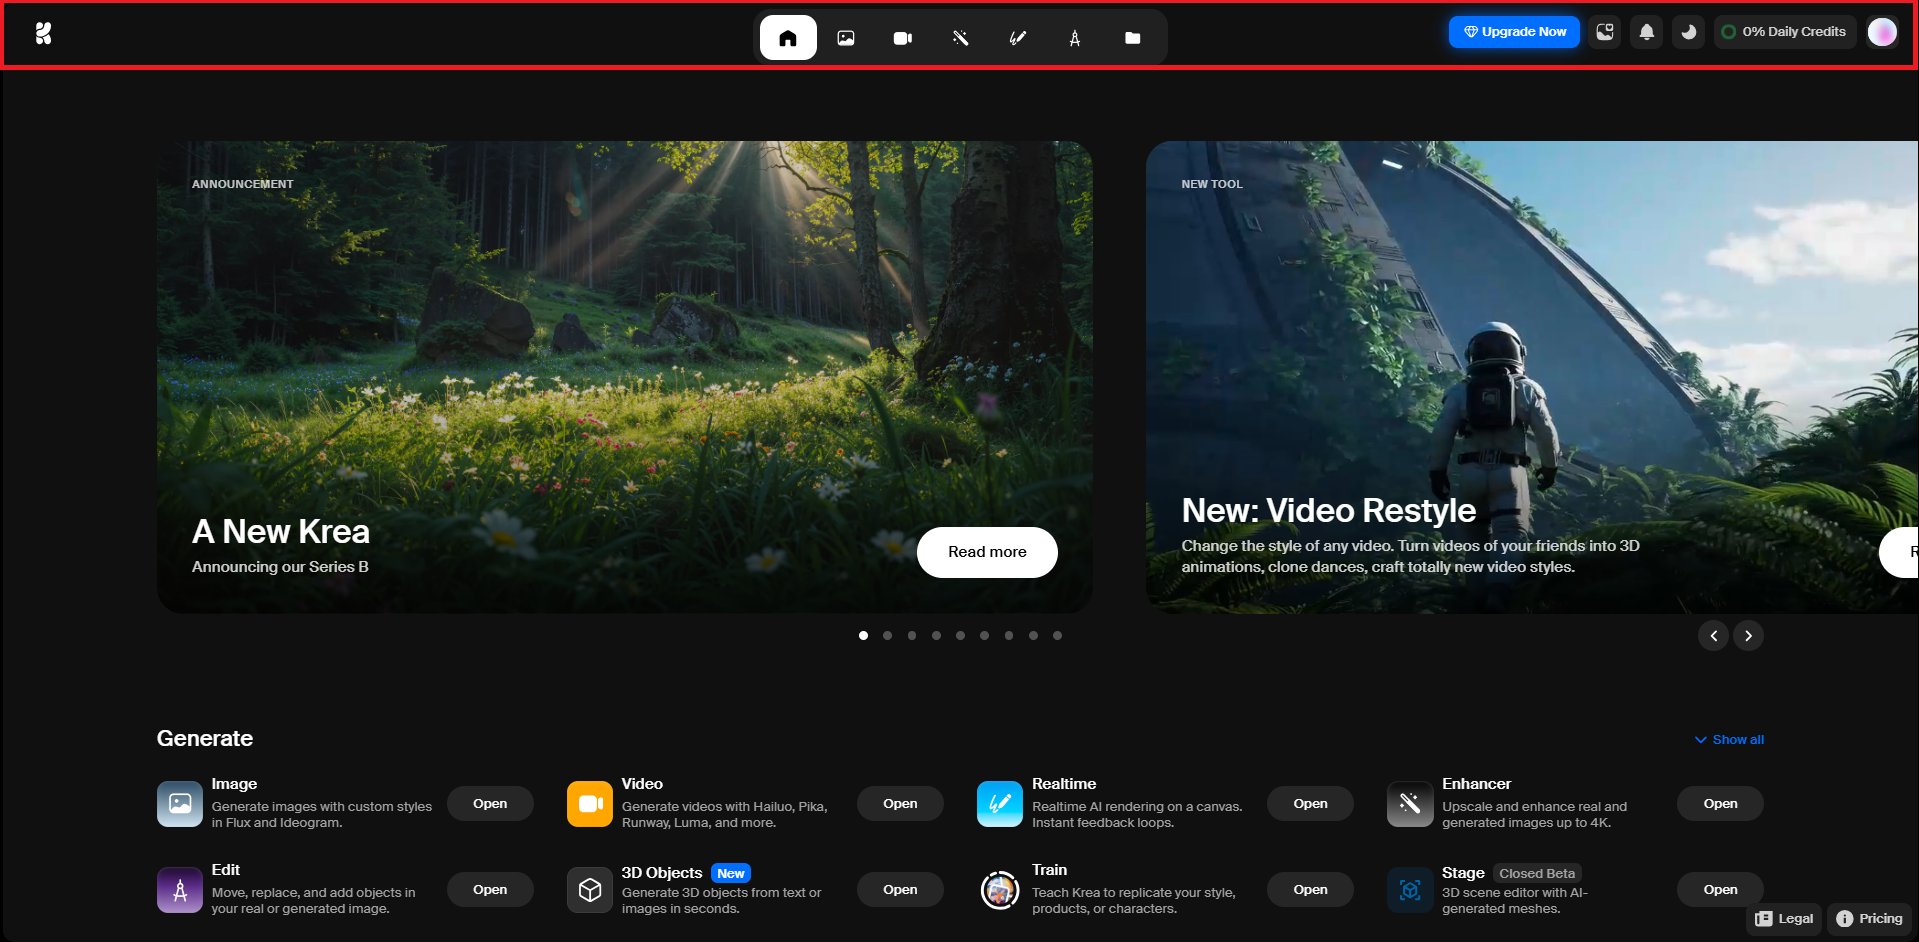 Upgrade Now
0% Daily Credits
ANNOUNCEMENT
A New Krea
Announcing our Series B
Read more
NEW TOOL
New: Video Restyle
Change the style of any video. Turn videos of your friends into 3D
animations, clone dances, craft totally new video styles.
R
Generate
Show all
Image
Generate images with custom styles
in Flux and Ideogram.
Open
Video
Generate videos with Hailuo, Pika,
Runway, Luma, and more.
Open
Realtime
Realtime AI rendering on a canvas.
Instant feedback loops.
Open
Enhancer
Upscale and enhance real and
generated images up to 4K.
Open
Edit
Move, replace, and add objects in
your real or generated image.
Open
3D Objects New
Generate 3D objects from text or
images in seconds.
Open
Train
Teach Krea to replicate your style,
products, or characters.
Open
Stage Closed Beta
3D scene editor with AI-
generated meshes.
Open
Legal
Pricing